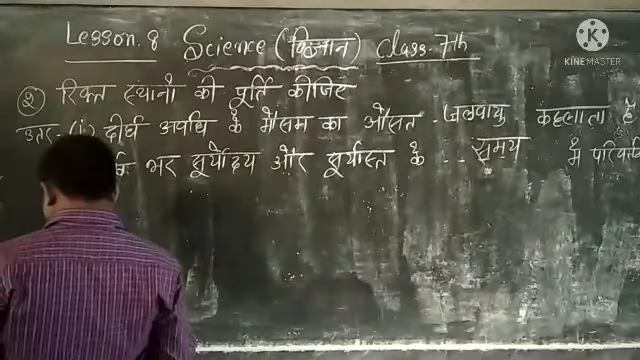 Lesson. 8 Science (विज्ञान) Class. 7th
KINEMASTER
② रिक्त स्थानों की पूर्ति कीजिए
उत्तर- (i) दीर्घ अवधि के मौसम का औसत जलवायु कहलाता है
भर सूर्योदय और सूर्यास्त के -- समय में परिवर्तन